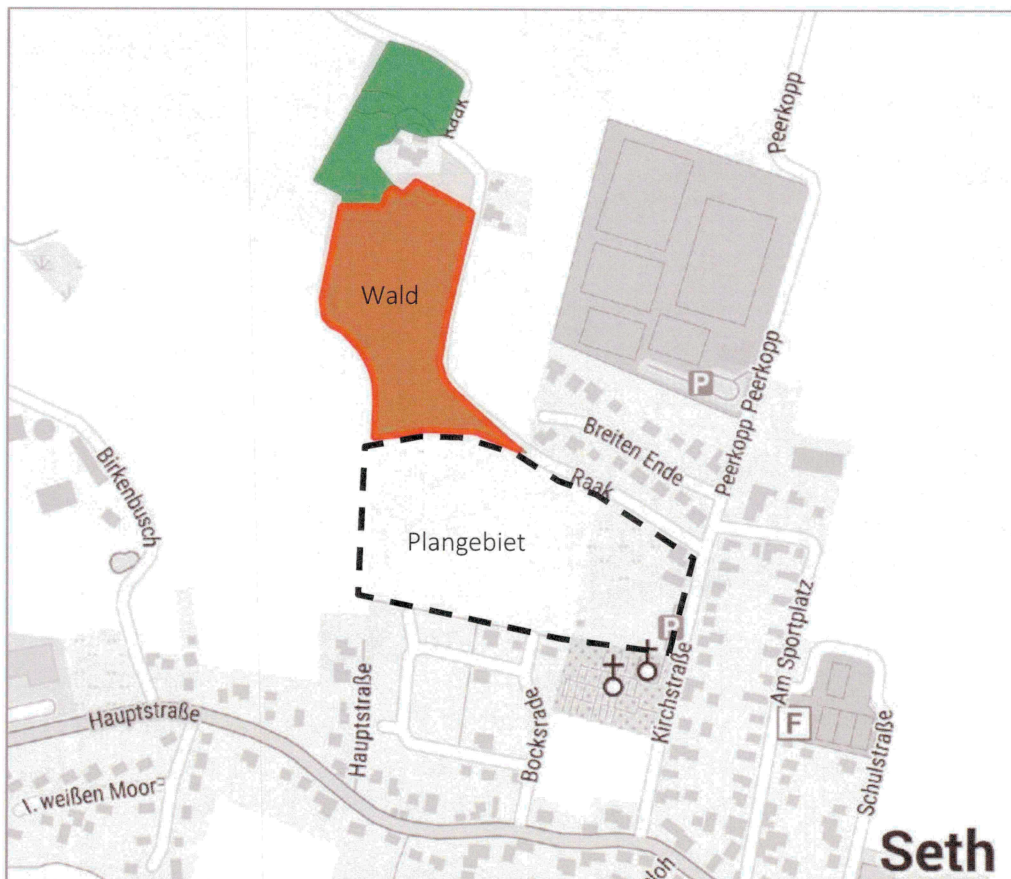 Raak
Peerkopp
Wald
P
Peerkopp
Peerkopp
Breiten Ende
Raak
Birkenbusch
Plangebiet
P
Am Sportplatz
Kirchstraße
Hauptstraße
Hauptstraße
Bocksrade
F
Schulstraße
I. weißen Moor
Seth